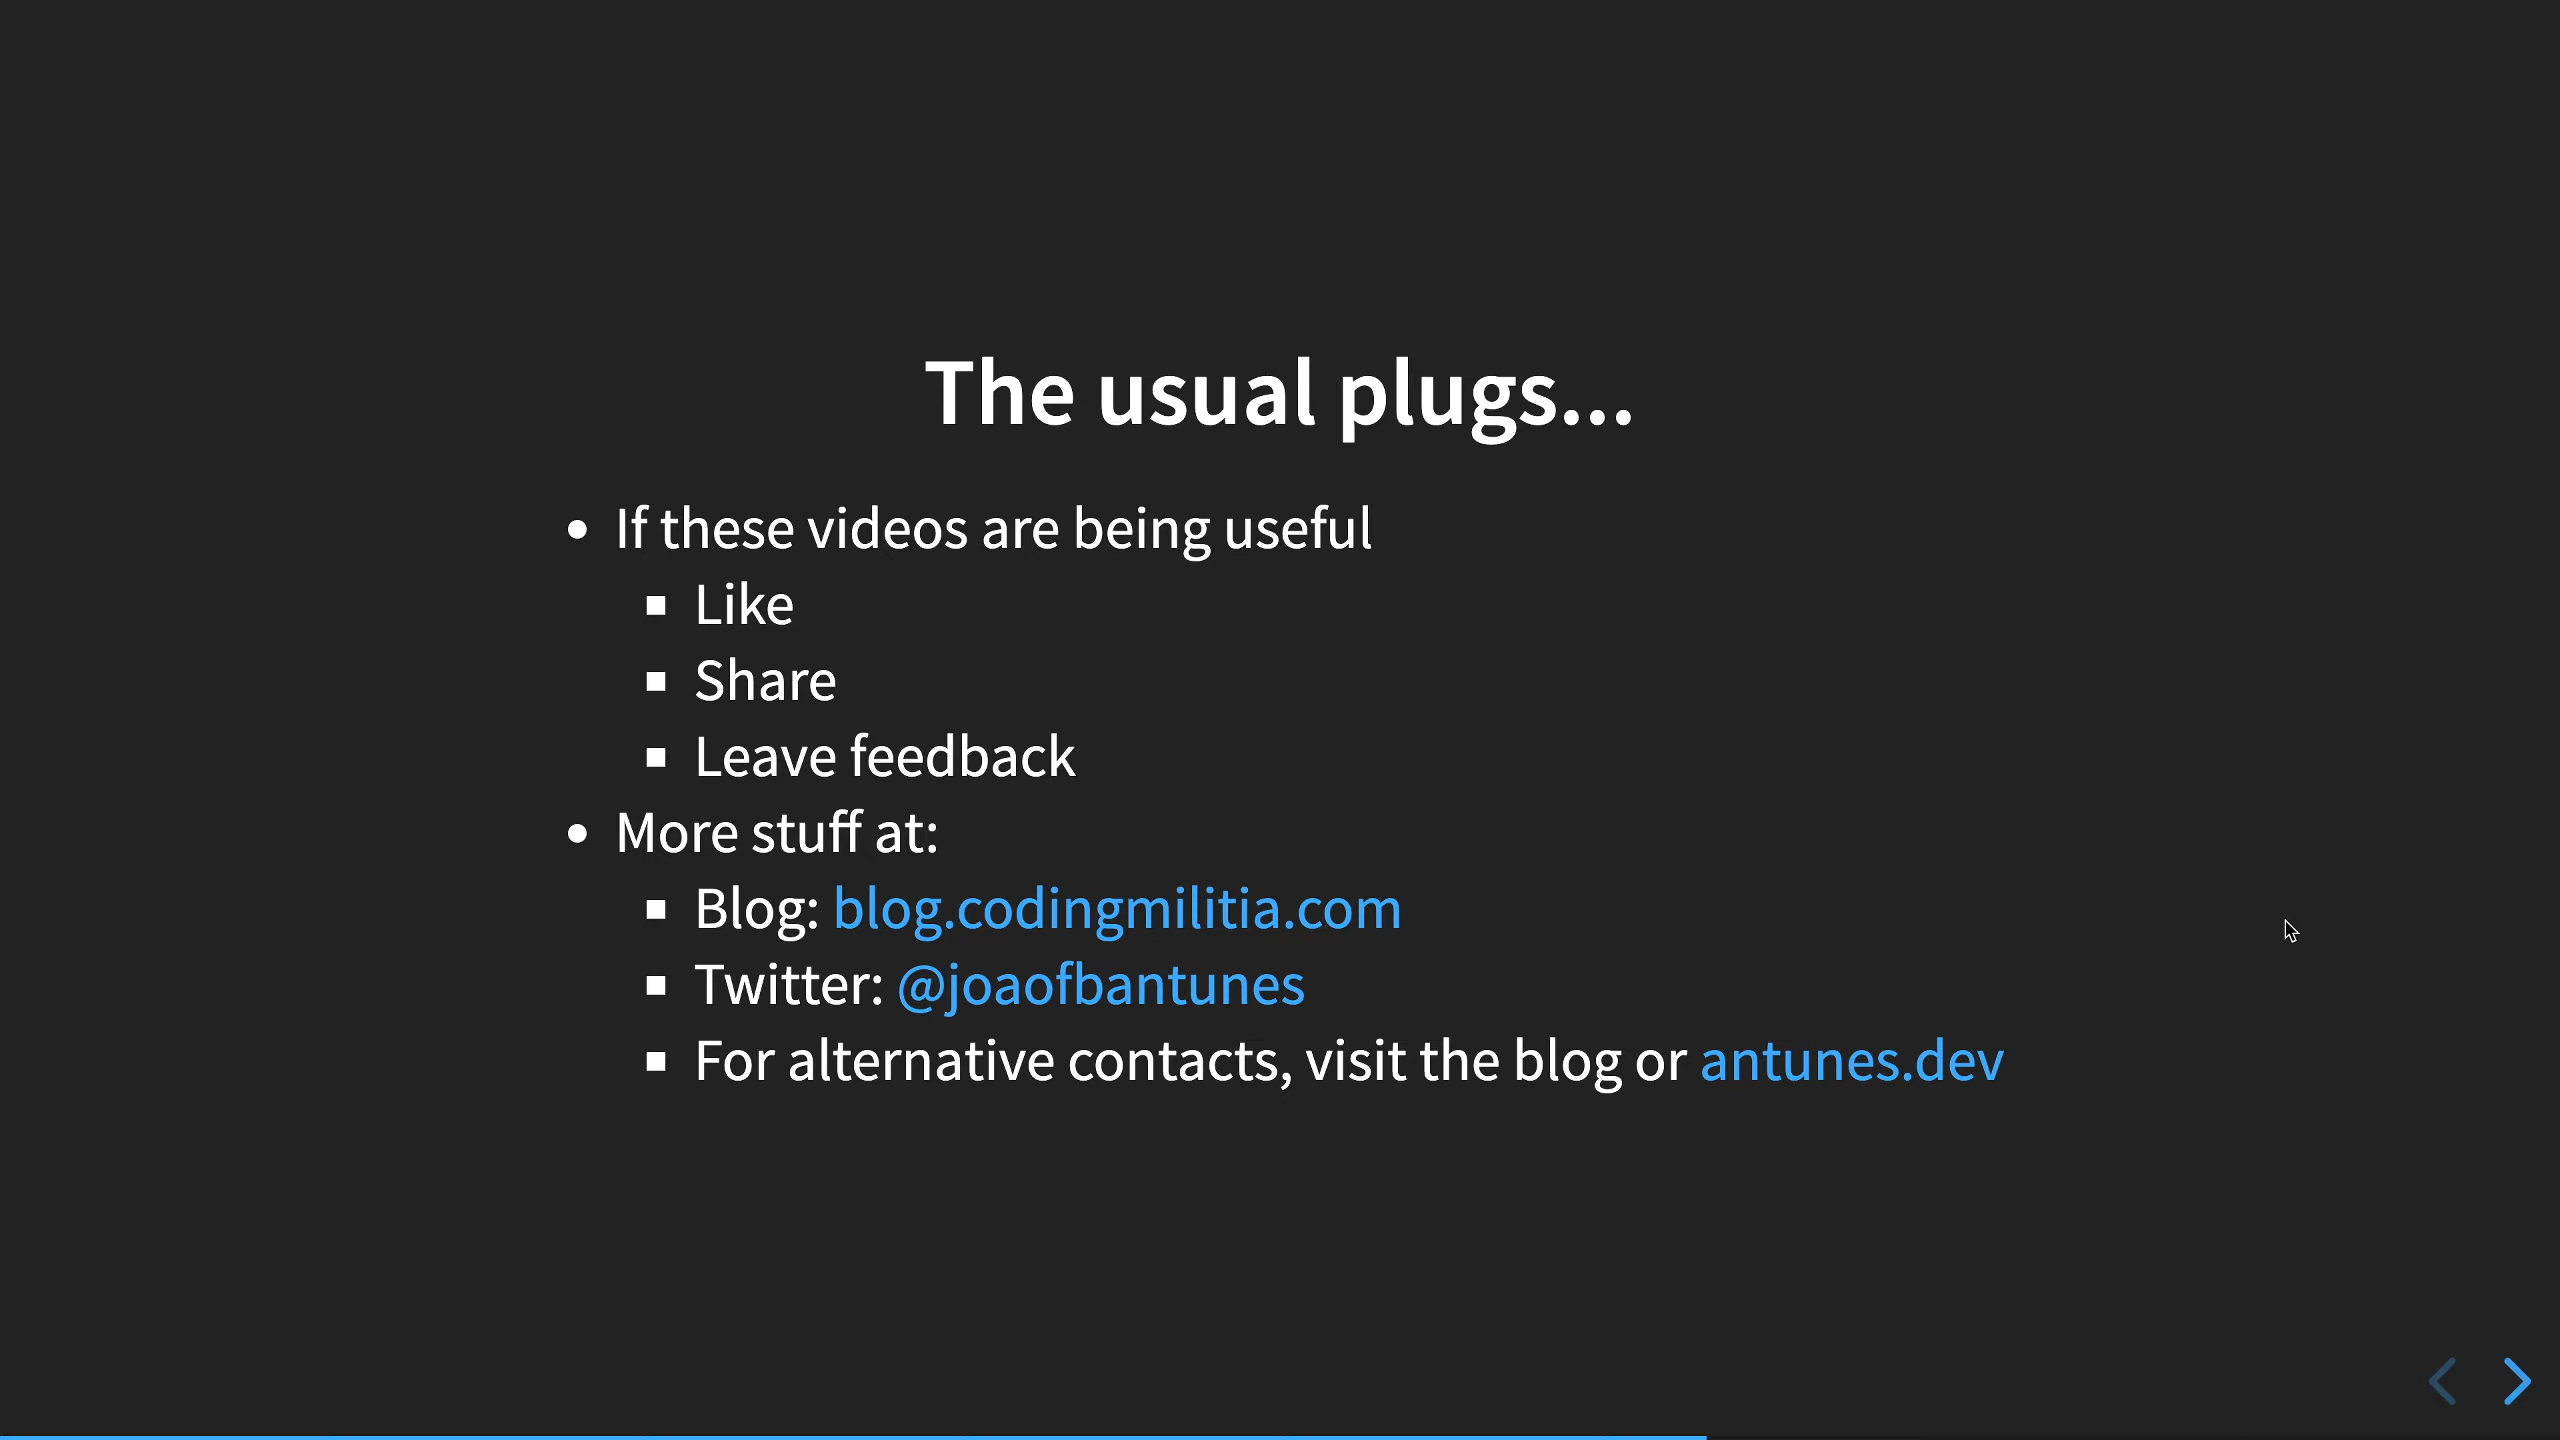 The usual plugs...
If these videos are being useful
Like
Share
Leave feedback
More stuff at:
Blog: blog.codingmilitia.com
Twitter: @joaofbantunes
For alternative contacts, visit the blog or antunes.dev